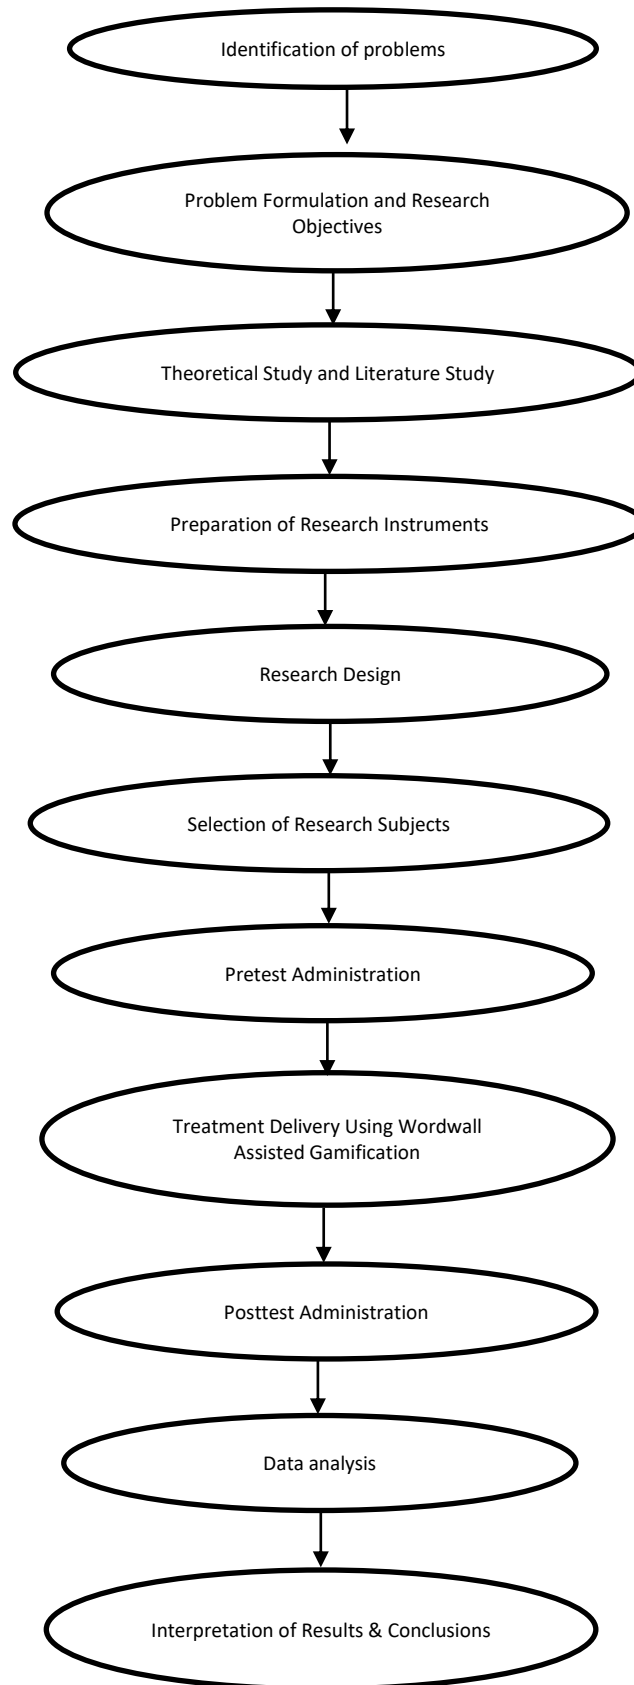 Identification of problems
Problem Formulation and Research
Objectives
Theoretical Study and Literature Study
Preparation of Research Instruments
Research Design
Selection of Research Subjects
Pretest Administration
Treatment Delivery Using Wordwall
Assisted Gamification
Posttest Administration
Data analysis
Interpretation of Results & Conclusions